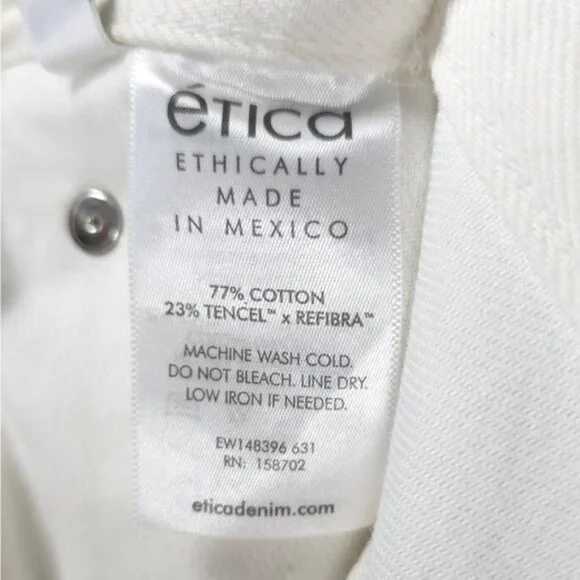 éTICa
ETHICALLY
MADE
IN MEXICO
77% COTTON
23% TENCEL™ x REFIBRA™
MACHINE WASH COLD.
DO NOT BLEACH. LINE DRY.
LOW IRON IF NEEDED.
EW148396 631
RN: 158702
eticadenim.com